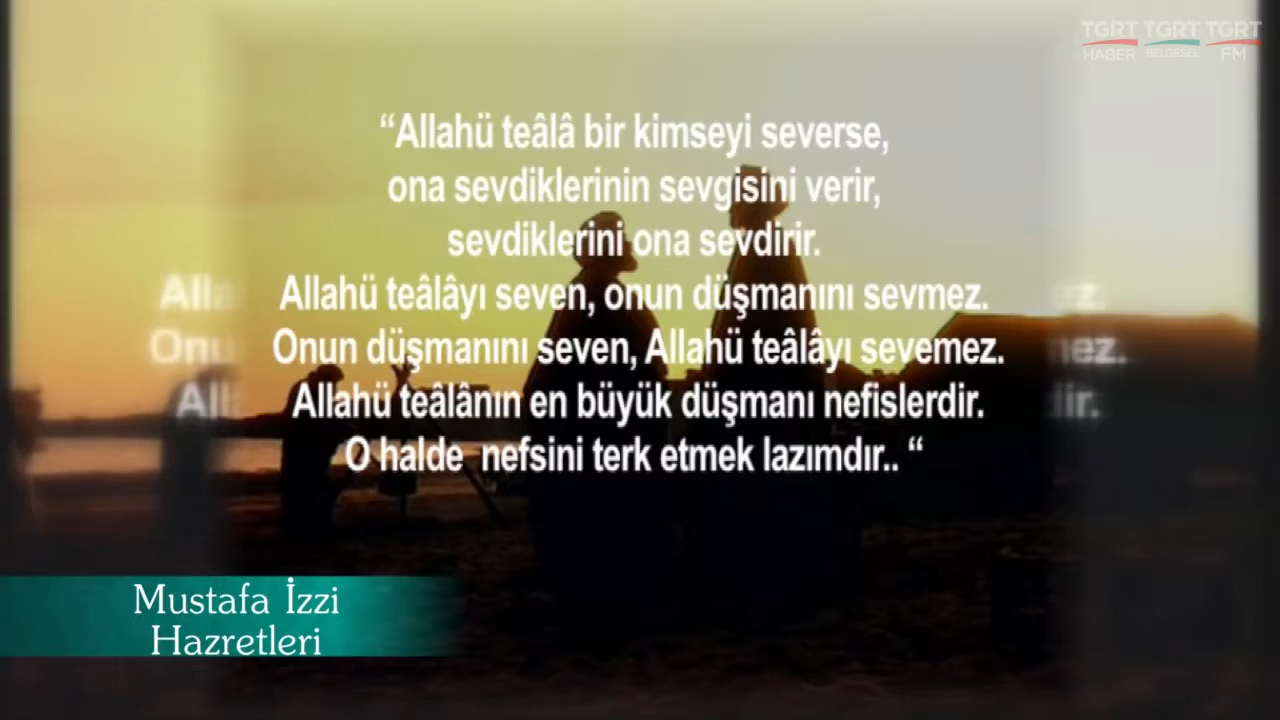 TGRT TGRT TGRT
HABER BELGESEL FM
“Allahü teâlâ bir kimseyi severse,
ona sevdiklerinin sevgisini verir,
sevdiklerini ona sevdirir.
Allahü teâlâyı seven, onun düşmanını sevmez.
Onun düşmanını seven, Allahü teâlâyı sevemez.
Allahü teâlânın en büyük düşmanı nefislerdir.
O halde  nefsini terk etmek lazımdır.. “
Mustafa İzzi
Hazretleri